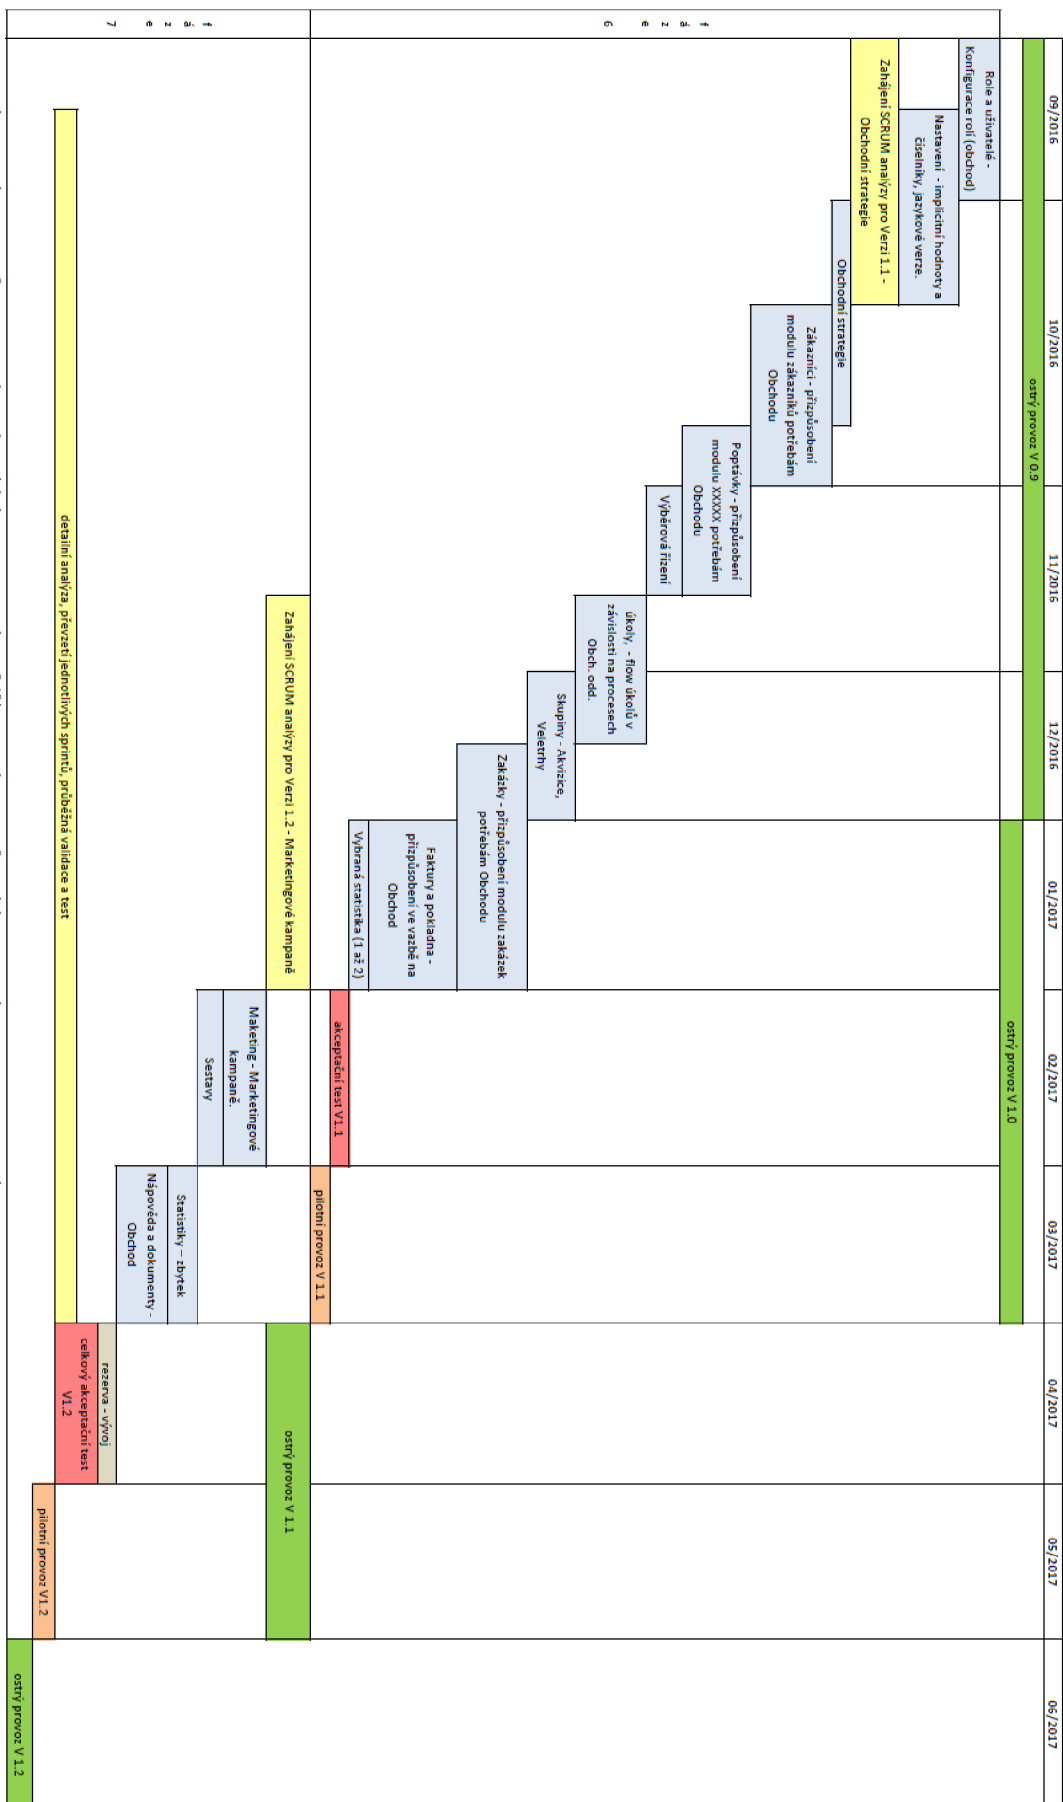 09/2016
10/2016
11/2016
12/2016
01/2017
02/2017
03/2017
04/2017
05/2017
06/2017
ostrý provoz V 0.9
ostrý provoz V 1.0
fáze 6
Role a uživatelé -
Konfigurace rolí (obchod)
Nastavení - implicitní hodnoty a
číselníky, jazykové verze.
Zahájení SCRUM analýzy pro Verzi 1.1 -
Obchodní strategie
Obchodní strategie
Zákazníci - přizpůsobení
modulu zákazníků potřebám
Obchodu
Poptávky - přizpůsobení
modulu XXXXX potřebám
Obchodu
Výběrová řízení
úkoly, - flow úkolů v
závislosti na procesech
Obch. odd.
Skupiny - Akvizice,
Veletrhy
Zakázky - přizpůsobení modulu zakázek
potřebám Obchodu
Faktury a pokladna -
přizpůsobení ve vazbě na
Obchod
Vybraná statistika (1 až 2)
akceptační test V1.1
pilotní provoz V 1.1
fáze 7
Zahájení SCRUM analýzy pro Verzi 1.2 - Marketingové kampaně
ostrý provoz V 1.1
Maketing - Marketingové
kampaně.
Sestavy
Statistiky – zbytek
Nápověda a dokumenty -
Obchod
rezerva - vývoj
detailní analýza, převzetí jednotlivých sprintů, průběžná validace a test
celkový akceptační test
V1.2
pilotní provoz V1.2
ostrý provoz V 1.2